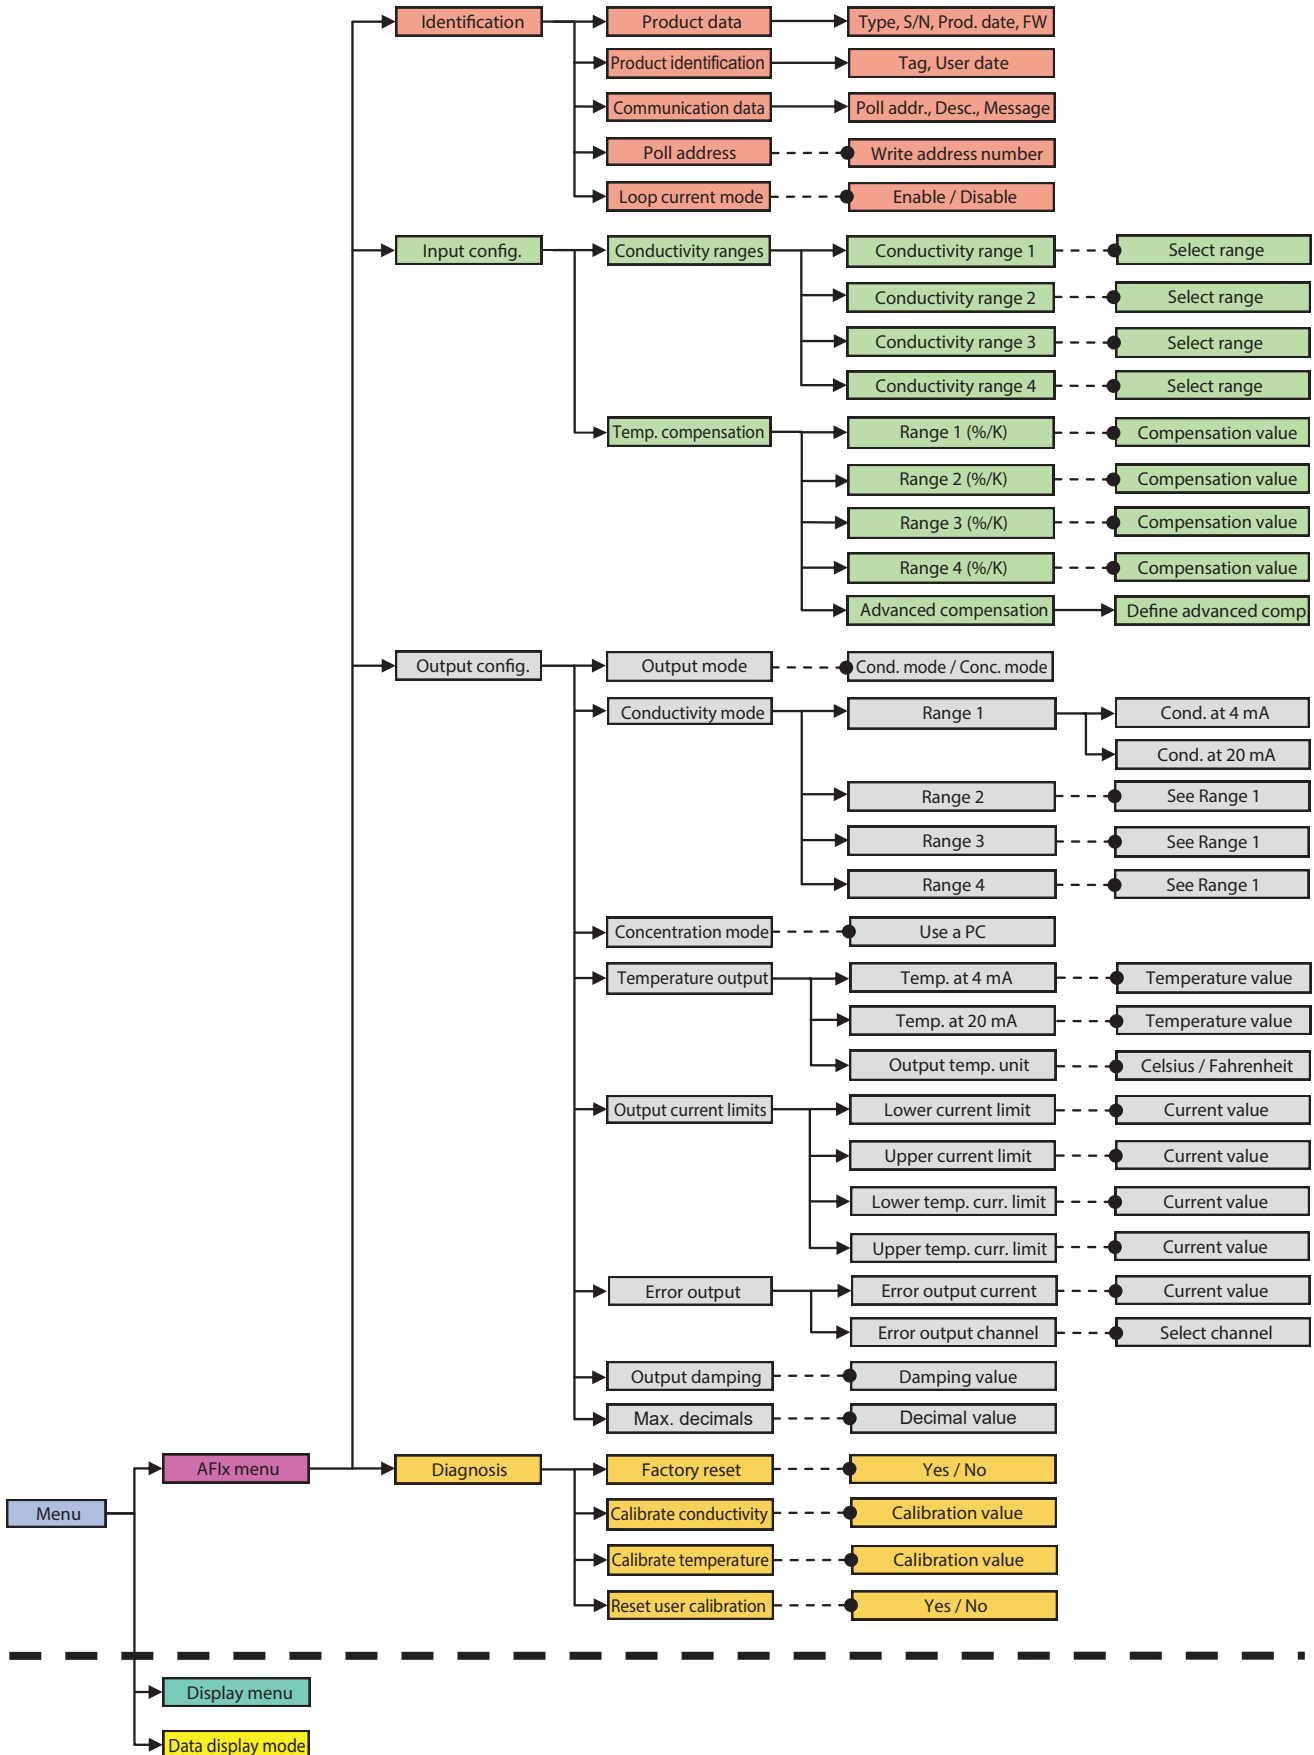 Identification
Product data
Type, S/N, Prod. date, FW
Product identification
Tag, User date
Communication data
Poll addr., Desc., Message
Poll address
Write address number
Loop current mode
Enable / Disable
Input config.
Conductivity ranges
Conductivity range 1
Select range
Conductivity range 2
Select range
Conductivity range 3
Select range
Conductivity range 4
Select range
Temp. compensation
Range 1 (%/K)
Compensation value
Range 2 (%/K)
Compensation value
Range 3 (%/K)
Compensation value
Range 4 (%/K)
Compensation value
Advanced compensation
Define advanced comp.
Output config.
Output mode
Cond. mode / Conc. mode
Conductivity mode
Range 1
Cond. at 4 mA
Cond. at 20 mA
Range 2
See Range 1
Range 3
See Range 1
Range 4
See Range 1
Concentration mode
Use a PC
Temperature output
Temp. at 4 mA
Temperature value
Temp. at 20 mA
Temperature value
Output temp. unit
Celsius / Fahrenheit
Output current limits
Lower current limit
Current value
Upper current limit
Current value
Lower temp. curr. limit
Current value
Upper temp. curr. limit
Current value
Error output
Error output current
Current value
Error output channel
Select channel
Output damping
Damping value
Max. decimals
Decimal value
AFIx menu
Diagnosis
Factory reset
Yes / No
Menu
Calibrate conductivity
Calibration value
Calibrate temperature
Calibration value
Reset user calibration
Yes / No
Display menu
Data display mode